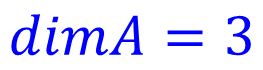 dimA = 3